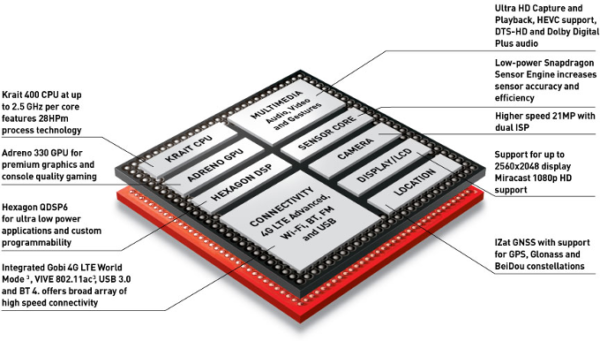 Ultra HD Capture and
Playback, HEVC support,
DTS-HD and Dolby Digital
Plus audio
Low-power Snapdragon
Sensor Engine increases
sensor accuracy and
efficiency
Higher speed 21MP with
dual ISP
Support for up to
2560x2048 display
Miracast 1080p HD
support
IZat GNSS with support
for GPS, Glonass and
BeiDou constellations
Krait 400 CPU at up
to 2.5 GHz per core
features 28HPm
process technology
Adreno 330 GPU for
premium graphics and
console quality gaming
Hexagon QDSP6
for ultra low power
applications and custom
programmability
Integrated Gobi 4G LTE World
Mode ¹, VIVE 802.11ac³, USB 3.0
and BT 4. offers broad array of
high speed connectivity
KRAIT CPU
ADRENO GPU
HEXAGON DSP
CONNECTIVITY
4G LTE Advanced,
Wi-Fi, BT, FM
and USB
MULTIMEDIA
Audio, Video
and Gestures
SENSOR CORE
CAMERA
DISPLAY/LCD
LOCATION